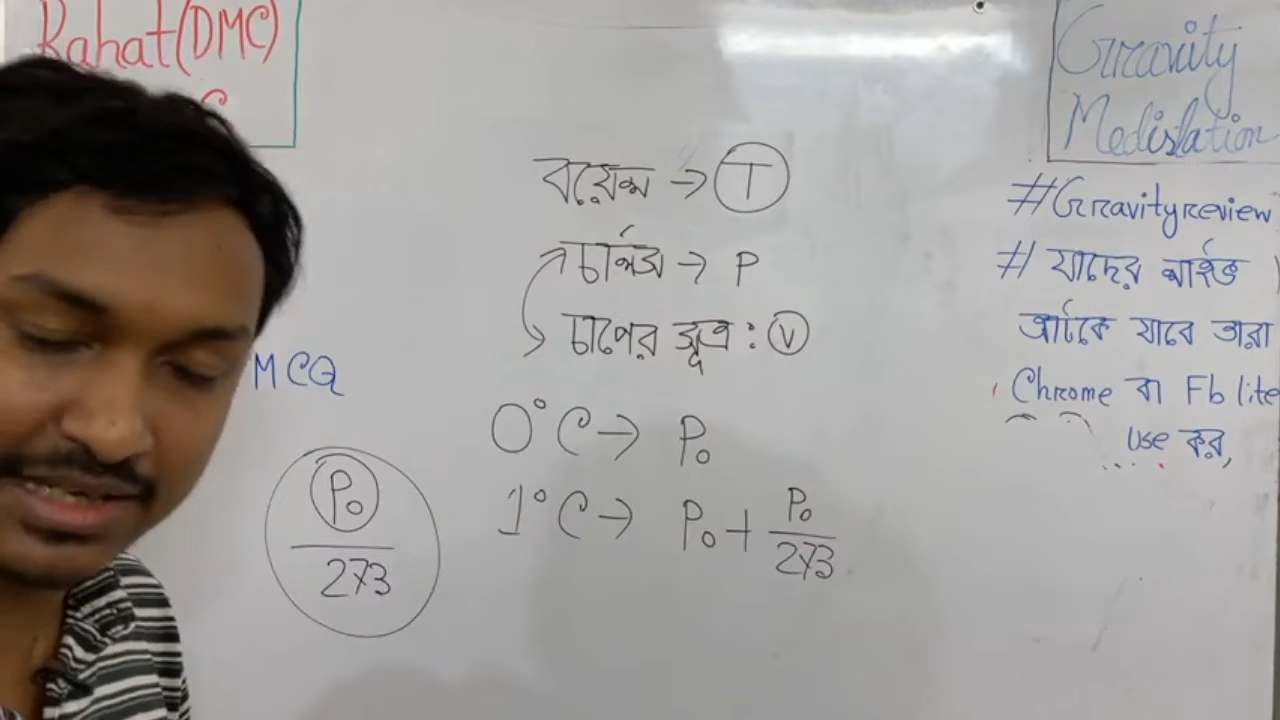 Rahat(DMC)
বয়েল → T
চার্লস → P
চাপের সূত্র : V
0°C → P₀
1°C → P₀ + P₀/273
MCQ
P₀/273
Gravity
Medislation
#Gravityreview
# যাদের লাইভ
আটকে যাবে তারা
Chrome বা Fb lite
use কর,